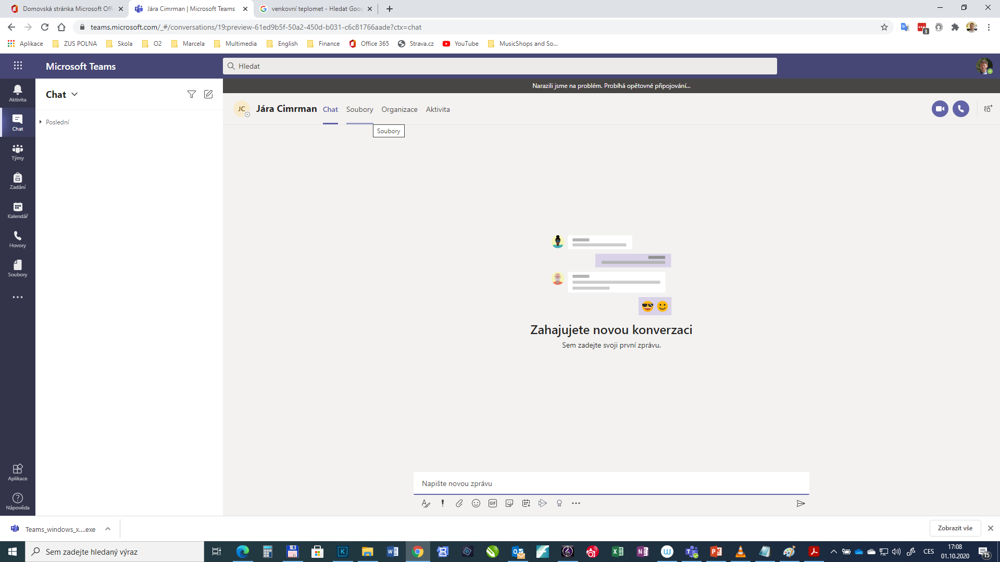 Domovská stránka Microsoft Offi
Jára Cimrman | Microsoft Teams
venkovní teplomet - Hledat Goo
teams.microsoft.com/_#/conversations/19:preview-61ed9b5f-50a2-450d-b031-c6c81766aade?ctx=chat
3
Aplikace
ZUS POLNA
Skola
O2
Marcela
Multimedia
English
Finance
Office 365
Strava.cz
YouTube
MusicShops and So...
Microsoft Teams
Hledat
Narazili jsme na problém. Probíhá opětovné připojování...
Aktivita
Chat
Týmy
Zadání
Kalendář
Hovory
Soubory
Aplikace
Nápověda
Chat
Poslední
JC
Jára Cimrman
Chat
Soubory
Organizace
Aktivita
Soubory
Zahajujete novou konverzaci
Sem zadejte svoji první zprávu.
Napište novou zprávu
GIF
Teams_windows_x....exe
Zobrazit vše
Sem zadejte hledaný výraz
CES
17:08
01.10.2020
15